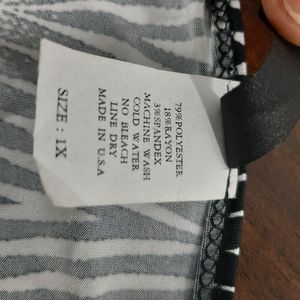 79%POLYESTER
18%RAYON
3%SPANDEX
MACHINE WASH
COLD WATER
NO BLEACH
LINE DRY
MADE IN U.S.A
SIZE : 1X